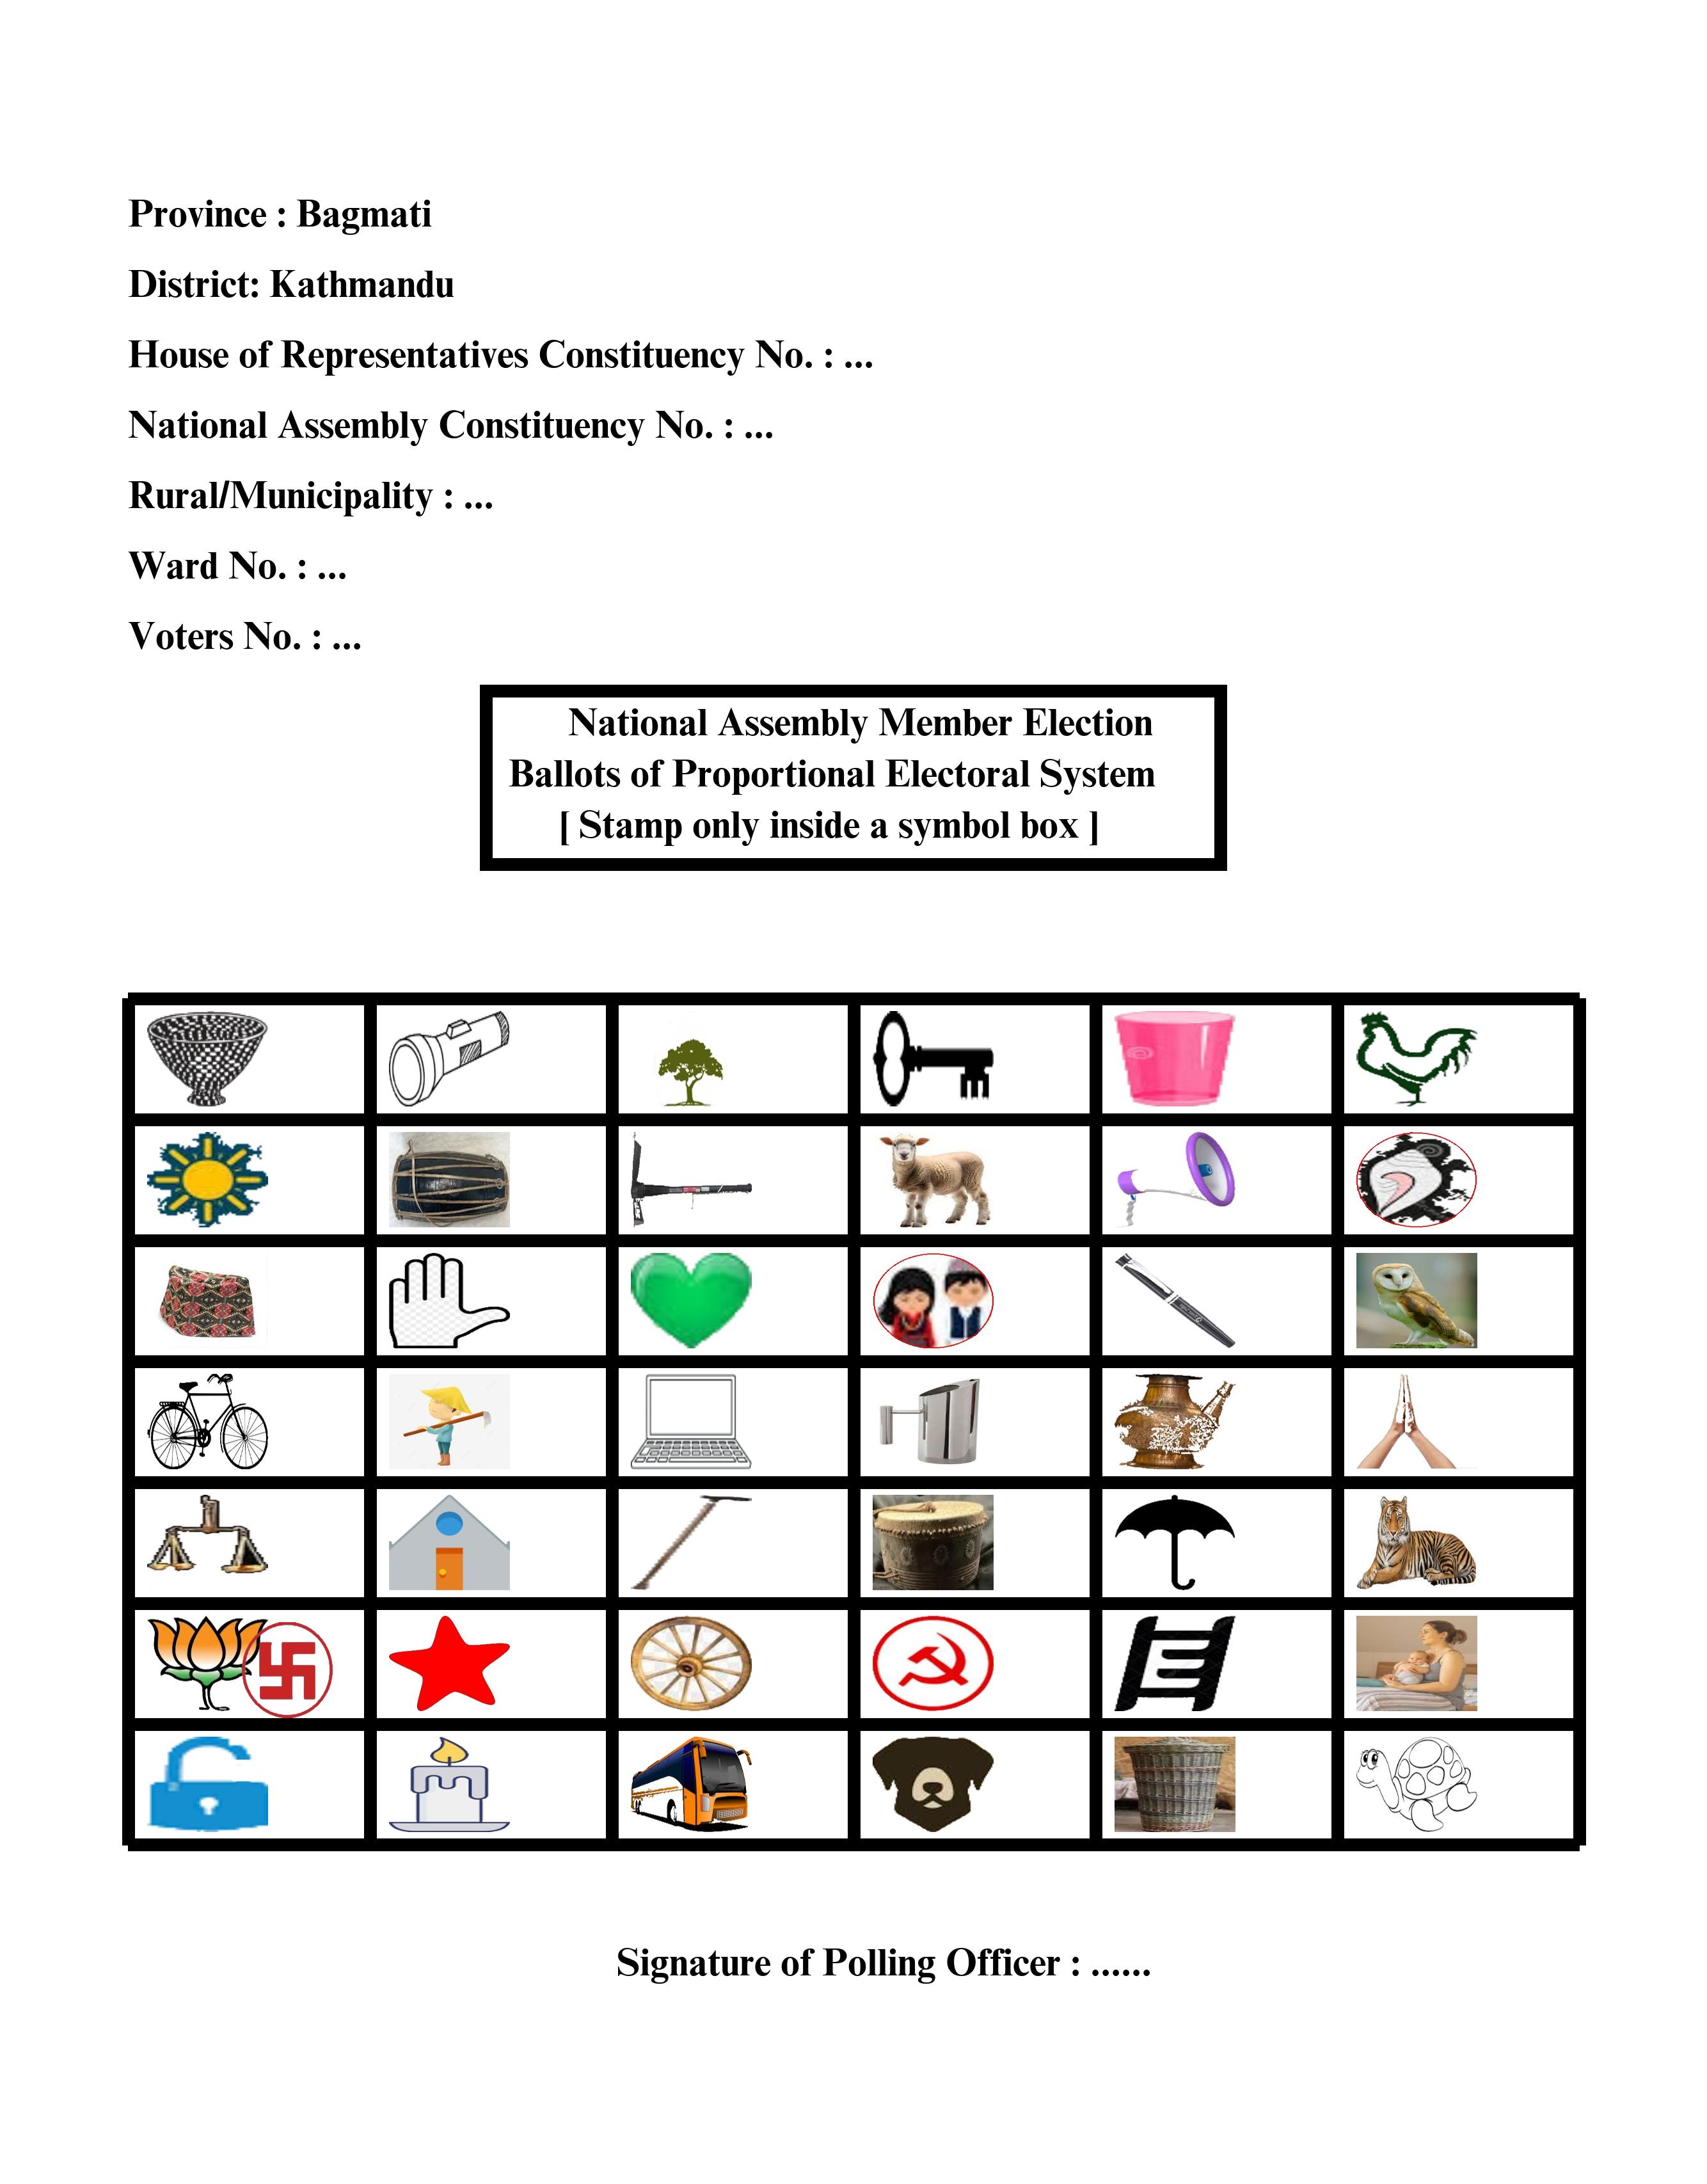 Province : Bagmati
District: Kathmandu
House of Representatives Constituency No. : ...
National Assembly Constituency No. : ...
Rural/Municipality : ...
Ward No. : ...
Voters No. : ...
National Assembly Member Election
Ballots of Proportional Electoral System
[ Stamp only inside a symbol box ]
Signature of Polling Officer : ......